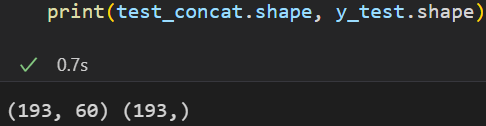 print(test_concat.shape, y_test.shape)
0.7s
(193, 60) (193,)